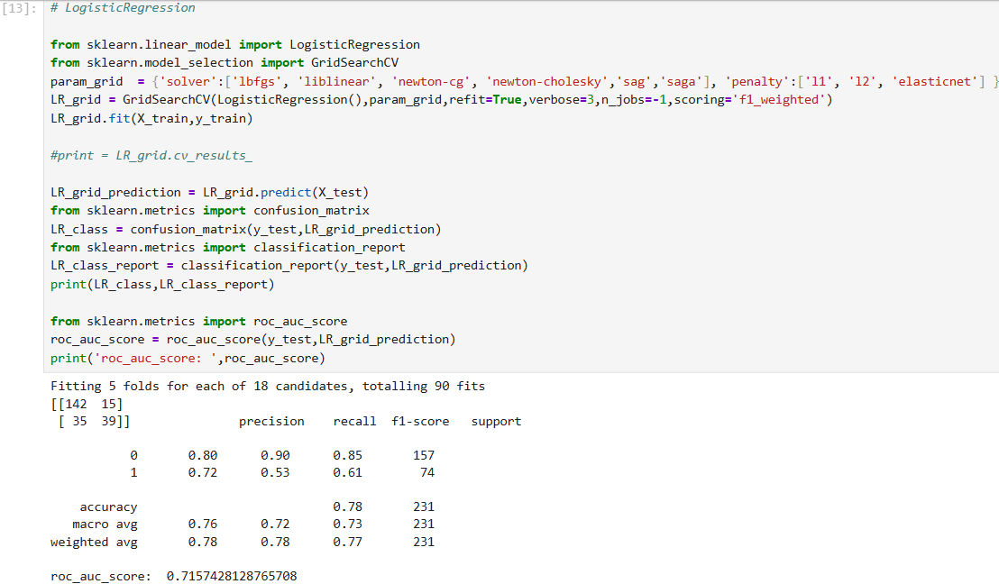 [13]: # LogisticRegression
from sklearn.linear_model import LogisticRegression
from sklearn.model_selection import GridSearchCV
param_grid  = {'solver':['lbfgs', 'liblinear', 'newton-cg', 'newton-cholesky','sag','saga'], 'penalty':['l1', 'l2', 'elasticnet'] }
LR_grid = GridSearchCV(LogisticRegression(),param_grid,refit=True,verbose=3,n_jobs=-1,scoring='f1_weighted')
LR_grid.fit(X_train,y_train)
#print = LR_grid.cv_results_
LR_grid_prediction = LR_grid.predict(X_test)
from sklearn.metrics import confusion_matrix
LR_class = confusion_matrix(y_test,LR_grid_prediction)
from sklearn.metrics import classification_report
LR_class_report = classification_report(y_test,LR_grid_prediction)
print(LR_class,LR_class_report)
from sklearn.metrics import roc_auc_score
roc_auc_score = roc_auc_score(y_test,LR_grid_prediction)
print('roc_auc_score: ',roc_auc_score)
Fitting 5 folds for each of 18 candidates, totalling 90 fits
[[142  15]
 [ 35  39]]              precision    recall  f1-score   support
           0       0.80      0.90      0.85       157
           1       0.72      0.53      0.61        74
    accuracy                           0.78       231
   macro avg       0.76      0.72      0.73       231
weighted avg       0.78      0.78      0.77       231
roc_auc_score:  0.7157428128765708